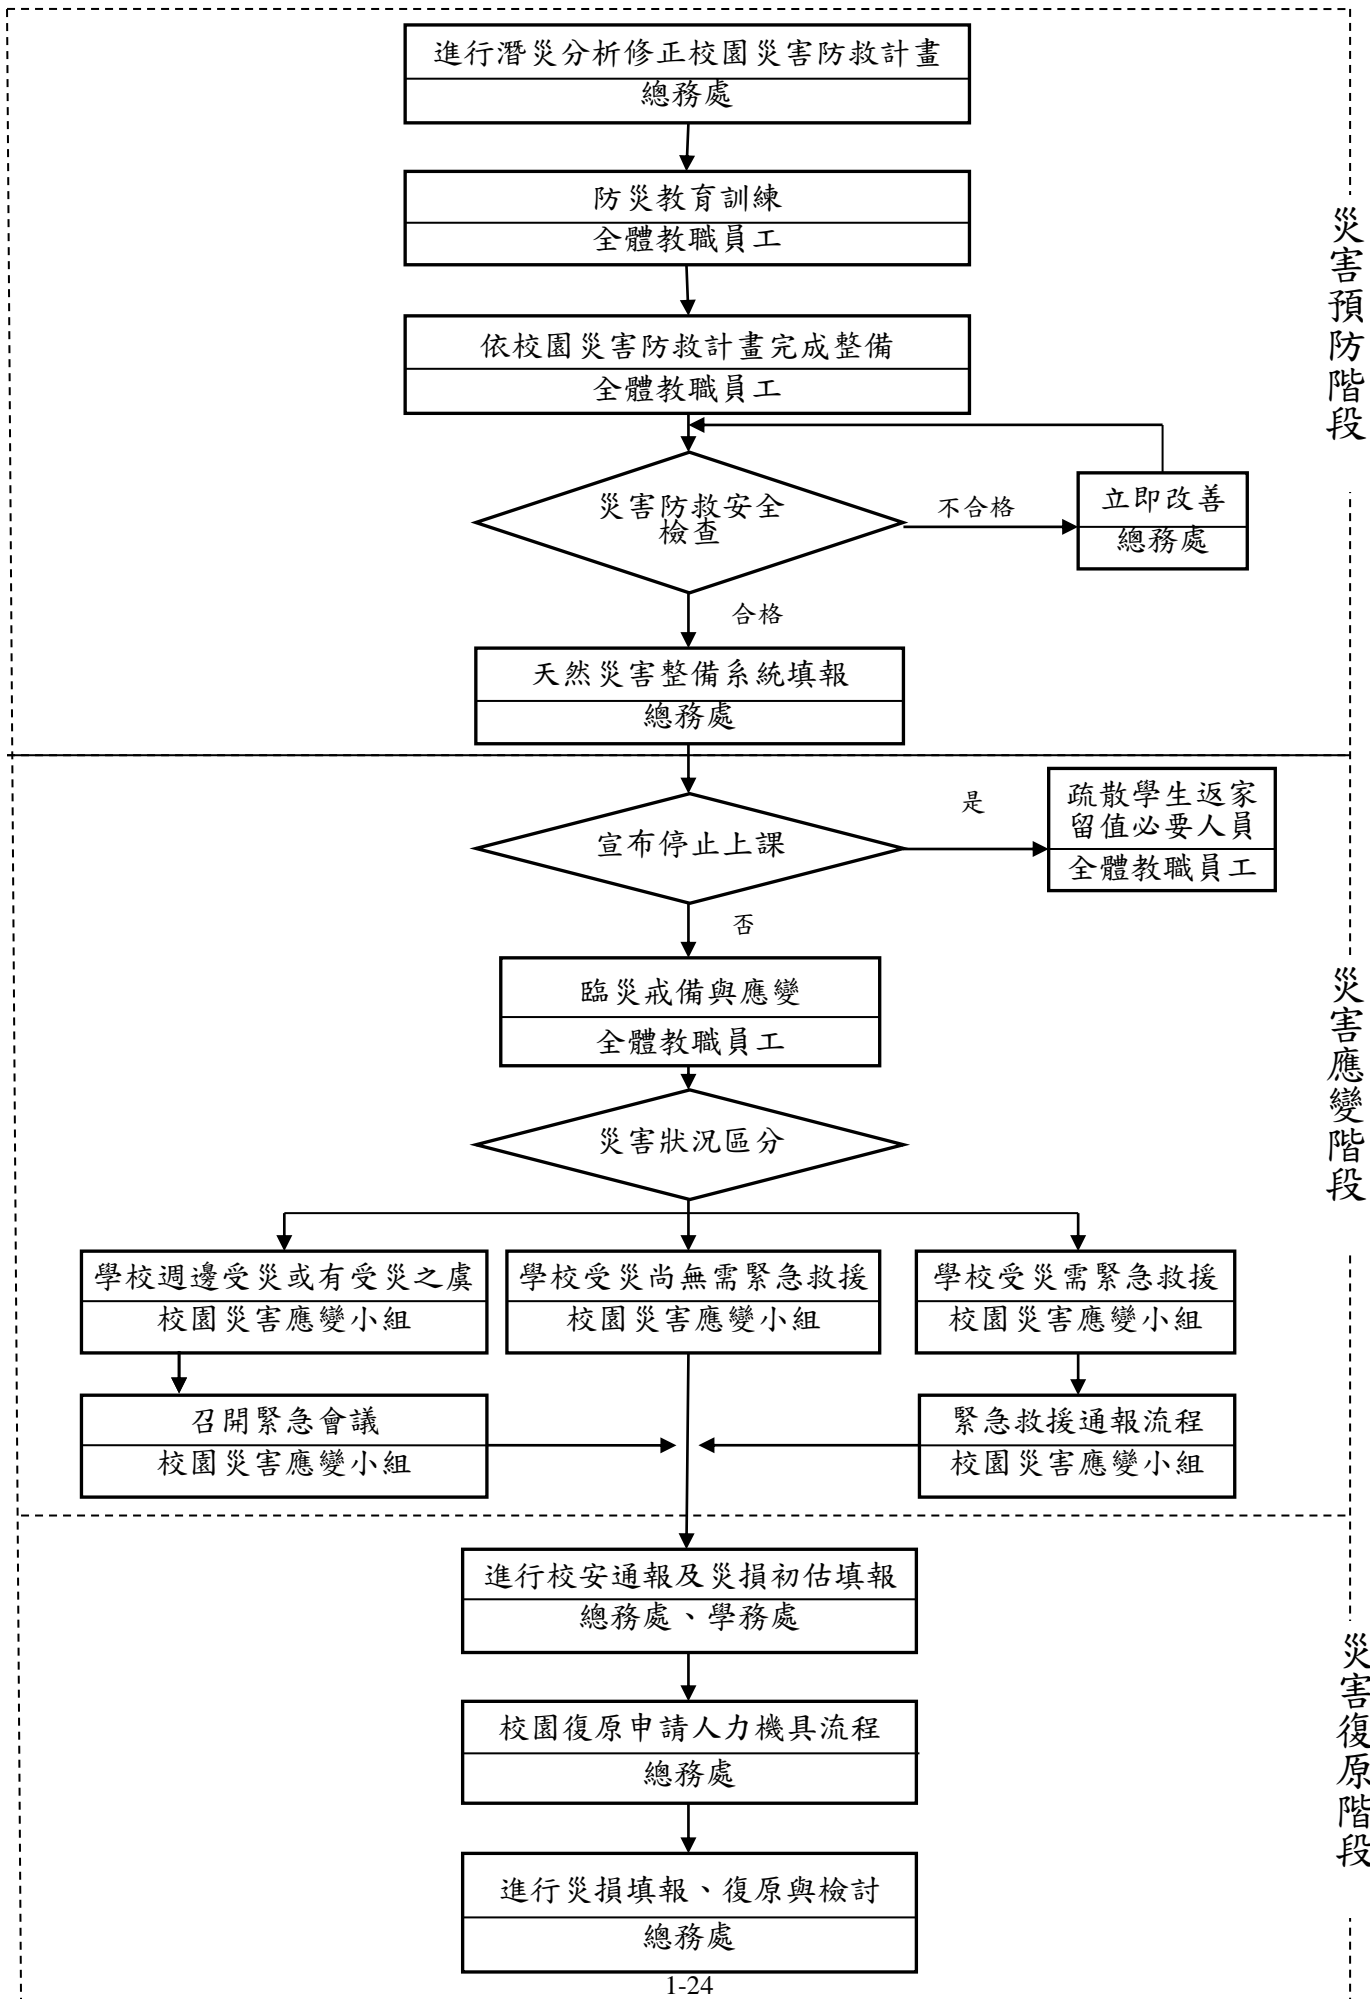 進行潛災分析修正校園災害防救計畫
總務處
防災教育訓練
全體教職員工
依校園災害防救計畫完成整備
全體教職員工
災害防救安全
檢查
不合格
立即改善
總務處
合格
天然災害整備系統填報
總務處
災害預防階段
宣布停止上課
是
疏散學生返家
留值必要人員
全體教職員工
否
臨災戒備與應變
全體教職員工
災害狀況區分
學校週邊受災或有受災之虞
校園災害應變小組
學校受災尚無需緊急救援
校園災害應變小組
學校受災需緊急救援
校園災害應變小組
召開緊急會議
校園災害應變小組
緊急救援通報流程
校園災害應變小組
災害應變階段
進行校安通報及災損初估填報
總務處、學務處
校園復原申請人力機具流程
總務處
進行災損填報、復原與檢討
總務處
災害復原階段
1-24